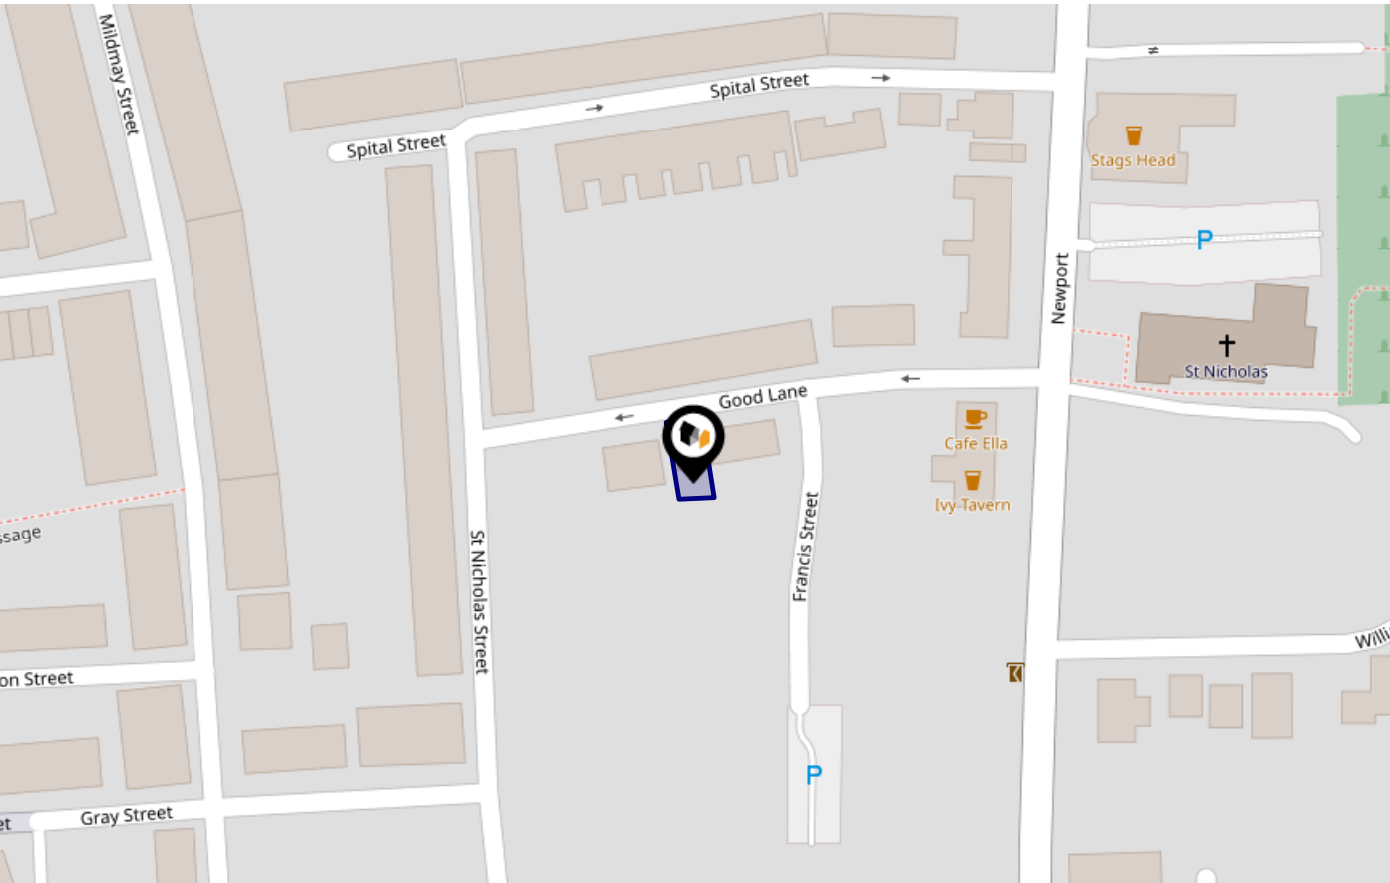 Mildmay Street
Spital Street
Spital Street
Stags Head
P
Newport
St Nicholas
Good Lane
Cafe Ella
Ivy Tavern
ssage
St Nicholas Street
Francis Street
Willi
on Street
P
Gray Street
et